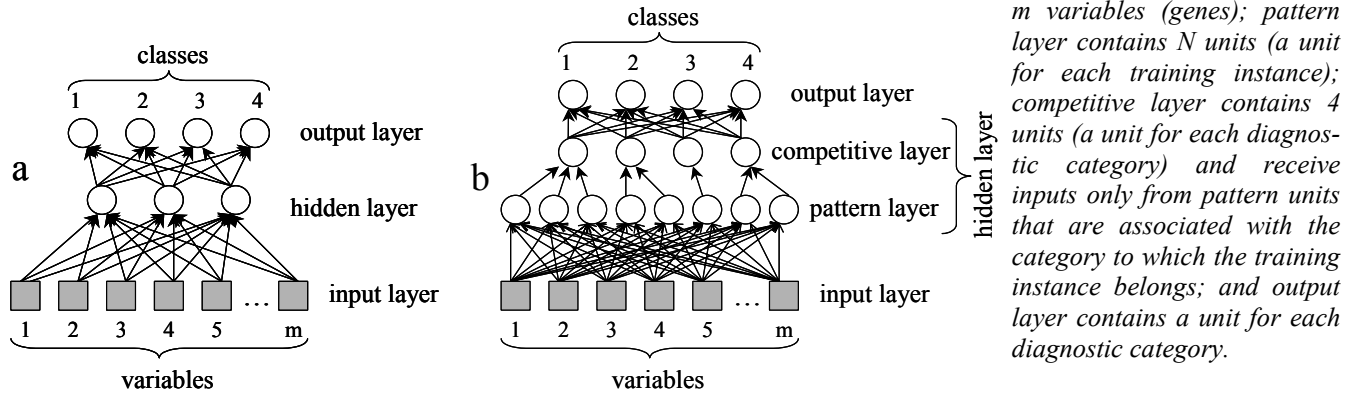 a
classes
1 2 3 4
output layer
hidden layer
input layer
1 2 3 4 5 … m
variables
b
classes
1 2 3 4
output layer
competitive layer
pattern layer
hidden layer
input layer
1 2 3 4 5 … m
variables
m variables (genes); pattern
layer contains N units (a unit
for each training instance);
competitive layer contains 4
units (a unit for each diagnos-
tic category) and receive
inputs only from pattern units
that are associated with the
category to which the training
instance belongs; and output
layer contains a unit for each
diagnostic category.